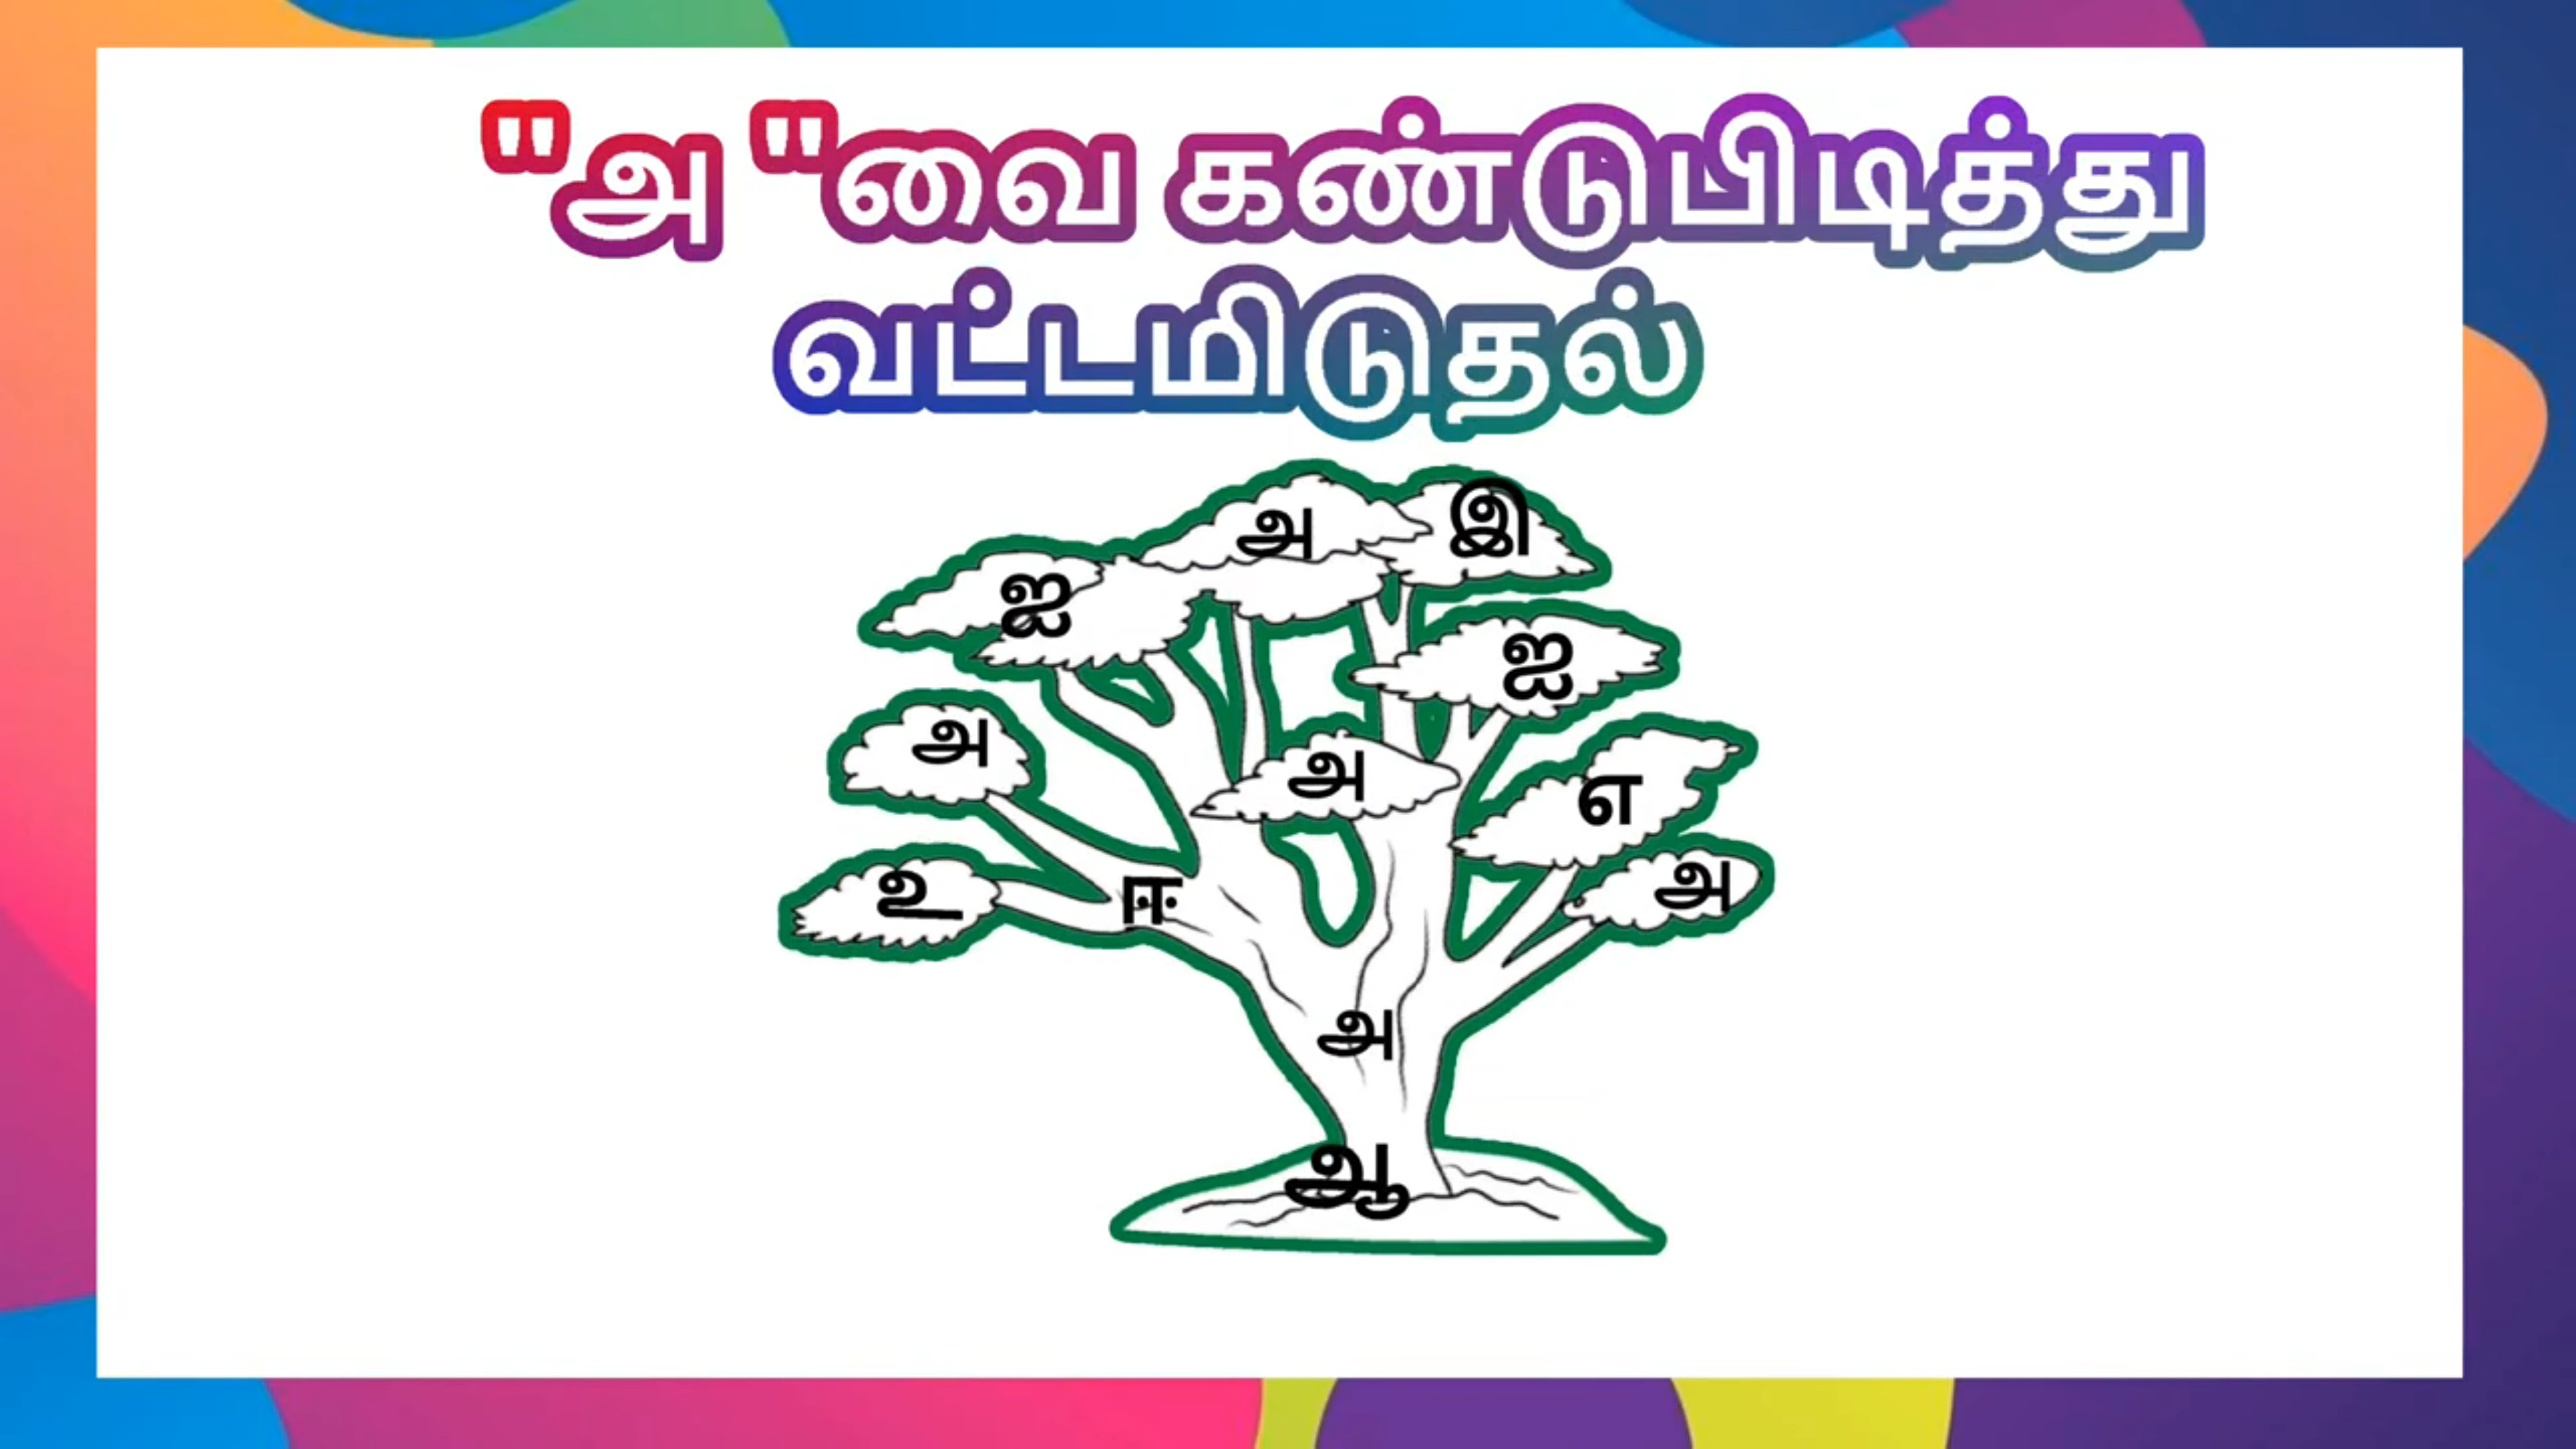 "அ "வை கண்டுபிடித்து
வட்டமிடுதல்
அ இ
ஐ
ஐ
அ
அ
எ
உ ஈ அ
அ
ஆ